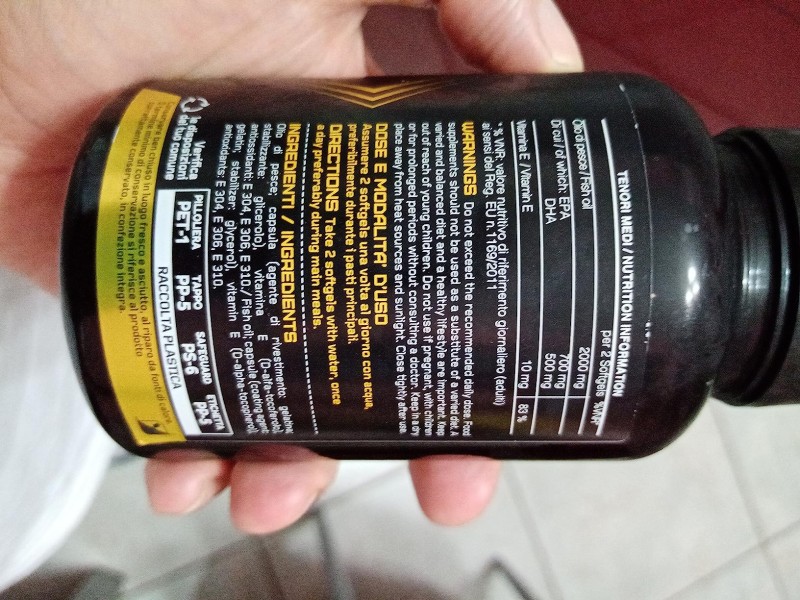 TENORI MEDI / NUTRITION INFORMATION
per 2 Softgels %VNR*
Olio di pesce / Fish oil 2000 mg
Di cui / of which: EPA 700 mg
DHA 500 mg
Vitamina E / Vitamin E 10 mg 83 %
* % VNR: valore nutritivo di riferimento giornaliero (adulti)
ai sensi del Reg. EU n.1169/2011
WARNINGS Do not exceed the recommended daily dose. Food
supplements should not be used as a substitute of a varied diet. A
varied and balanced diet and a healthy lifestyle are important. Keep
out of reach of young children. Do not use if pregnant, with children
or for prolonged periods without consulting a doctor. Keep in a dry
place away from heat sources and sunlight. Close tightly after use.
DOSE E MODALITA' D'USO
Assumere 2 softgels una volta al giorno con acqua,
preferibilmente durante i pasti principali.
DIRECTIONS Take 2 softgels with water, once
a day preferably during main meals.
INGREDIENTI / INGREDIENTS
Olio di pesce; capsula (agente di rivestimento: gelatina;
stabilizzante: glicerolo), vitamina E (D-alfa-tocoferolo),
antiossidanti: E 304, E 306, E 310. / Fish oil; capsula (coating agent:
gelatin; stabilizer: glycerol), vitamin E (D-alpha-tocopherol),
antioxidants: E 304, E 306, E 310.
Verifica
le disposizioni
del tuo comune
PILLOLIERA TAPPO SAFEGUARD ETICHETTA
PET-1 PP-5 PS-6 PP-5
RACCOLTA PLASTICA
Conservare ben chiuso in luogo fresco e asciutto, al riparo da fonti di calore.
Il termine minimo di conservazione si riferisce al prodotto
correttamente conservato, in confezione integra.